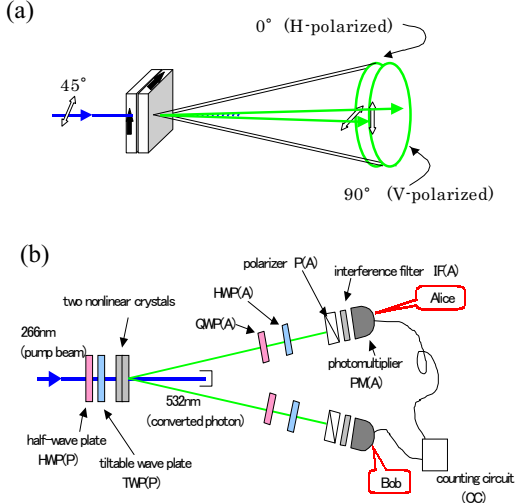 (a)
0° (H-polarized)
45°
90° (V-polarized)
(b)
polarizer P(A)
interference filter IF(A)
HWP(A)
Alice
two nonlinear crystals
QWP(A)
266nm
(pump beam)
photomultiplier
PM(A)
532nm
(converted photon)
half-wave plate
HWP(P)
tiltable wave plate
TWP(P)
Bob
counting circuit
(CC)